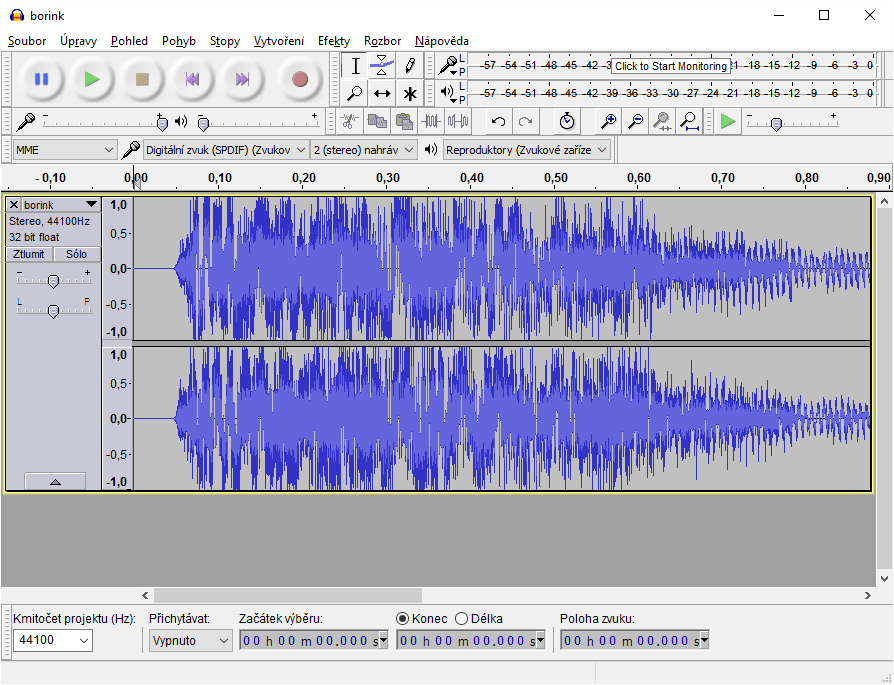 borink
Soubor Úpravy Pohled Pohyb Stopy Vytvoření Efekty Rozbor Nápověda
L
P
-57 -54 -51 -48 -45 -42 Click to Start Monitoring -18 -15 -12 -9 -6 -3 0
L
P
-57 -54 -51 -48 -45 -42 -39 -36 -33 -30 -27 -24 -21 -18 -15 -12 -9 -6 -3 0
- + - +
- +
MME Digitální zvuk (SPDIF) (Zvukov 2 (stereo) nahráv Reproduktory (Zvukové zaříze
- 0,10 0,00 0,10 0,20 0,30 0,40 0,50 0,60 0,70 0,80 0,90
borink
Stereo, 44100Hz
32 bit float
Ztlumit Sólo
- +
L P
1,0
0,5-
0,0-
-0,5-
-1,0
1,0
0,5-
0,0-
-0,5-
-1,0
Kmitočet projektu (Hz): Přichytávat: Začátek výběru: Konec Délka Poloha zvuku:
44100 Vypnuto 00 h 00 m 00.000 s 00 h 00 m 00.000 s 00 h 00 m 00.000 s